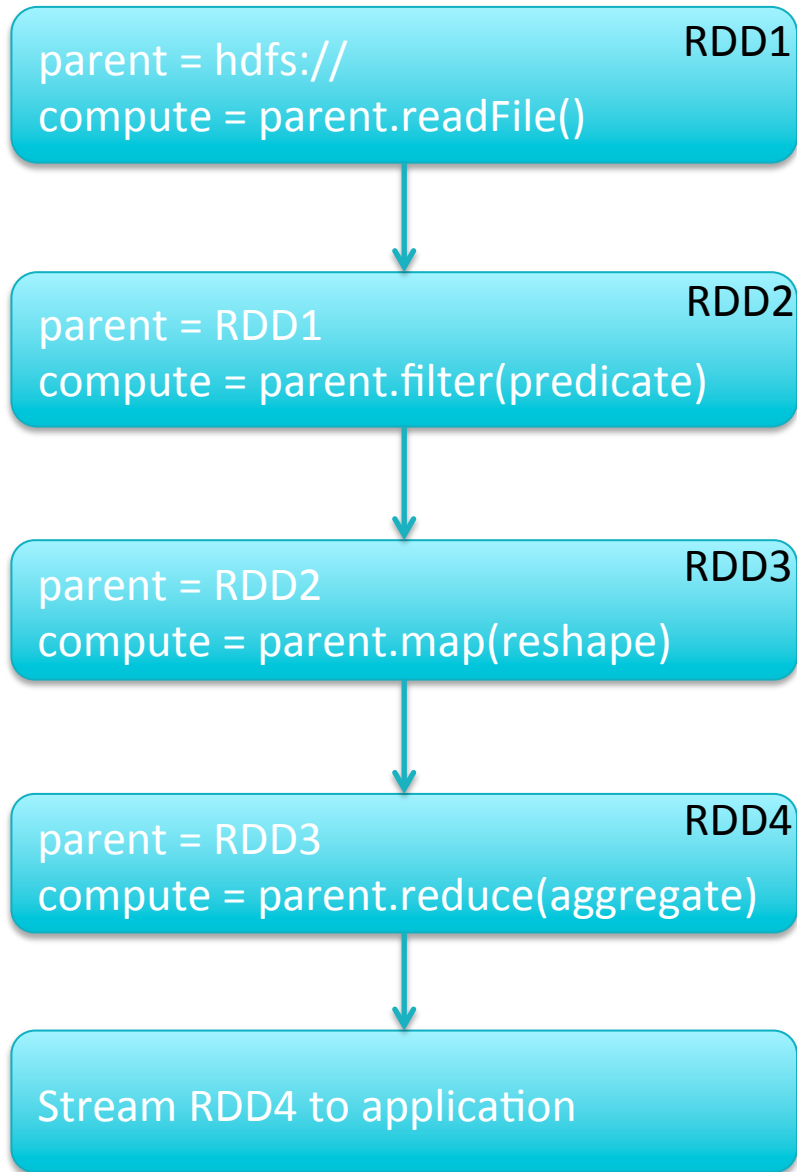 RDD1
parent = hdfs://
compute = parent.readFile()
RDD2
parent = RDD1
compute = parent.filter(predicate)
RDD3
parent = RDD2
compute = parent.map(reshape)
RDD4
parent = RDD3
compute = parent.reduce(aggregate)
Stream RDD4 to application